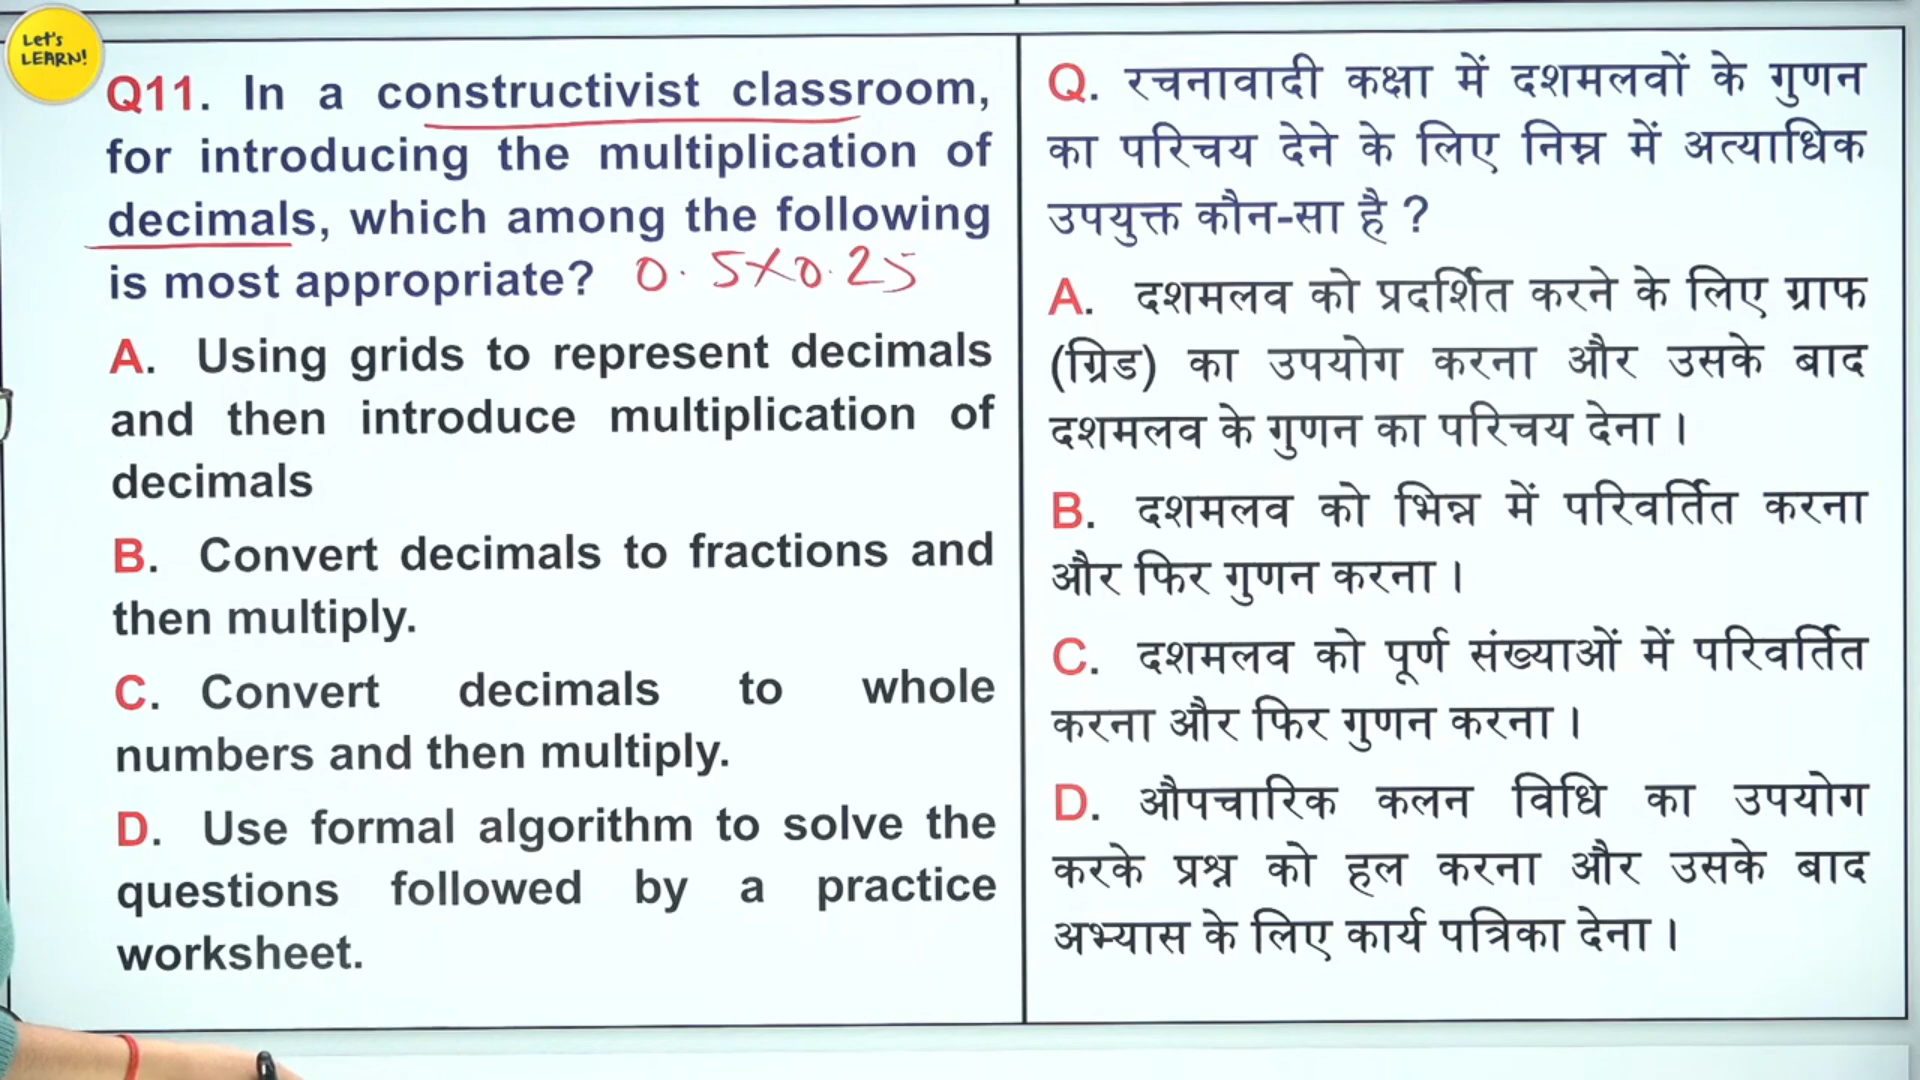 Let's
LEARN!
Q11. In a constructivist classroom,
for introducing the multiplication of
decimals, which among the following
is most appropriate? 0.5X0.25
A. Using grids to represent decimals
and then introduce multiplication of
decimals
B. Convert decimals to fractions and
then multiply.
C. Convert decimals to whole
numbers and then multiply.
D. Use formal algorithm to solve the
questions followed by a practice
worksheet.
Q. रचनावादी कक्षा में दशमलवों के गुणन
का परिचय देने के लिए निम्न में अत्याधिक
उपयुक्त कौन-सा है ?
A. दशमलव को प्रदर्शित करने के लिए ग्राफ
(ग्रिड) का उपयोग करना और उसके बाद
दशमलव के गुणन का परिचय देना ।
B. दशमलव को भिन्न में परिवर्तित करना
और फिर गुणन करना ।
C. दशमलव को पूर्ण संख्याओं में परिवर्तित
करना और फिर गुणन करना ।
D. औपचारिक कलन विधि का उपयोग
करके प्रश्न को हल करना और उसके बाद
अभ्यास के लिए कार्य पत्रिका देना ।